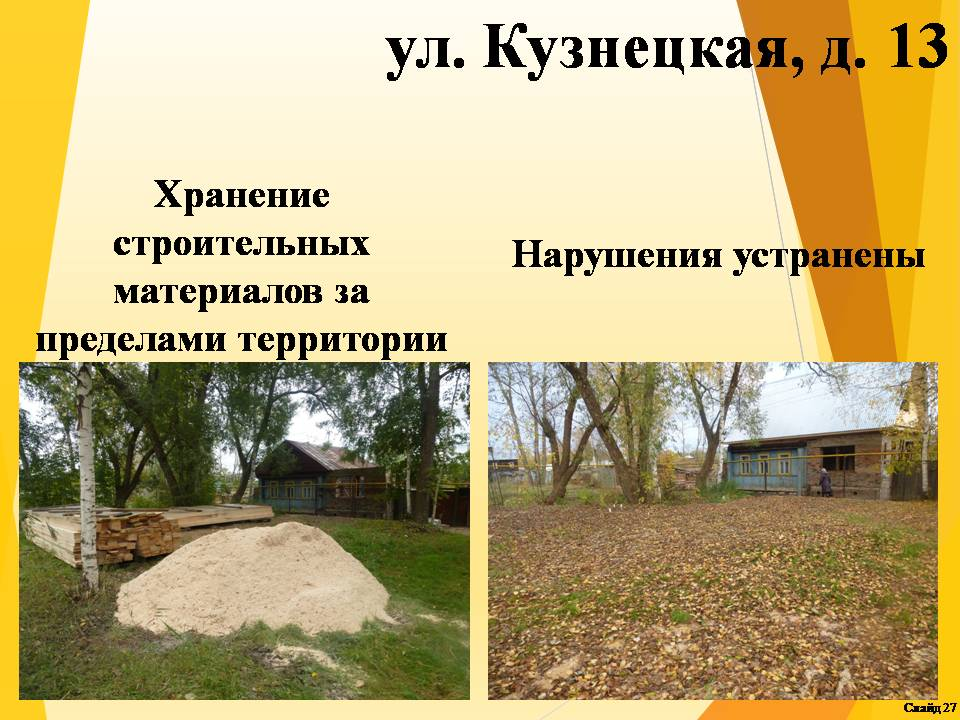 ул. Кузнецкая, д. 13
Хранение
строительных
материалов за
пределами территории
Нарушения устранены
Слайд 27